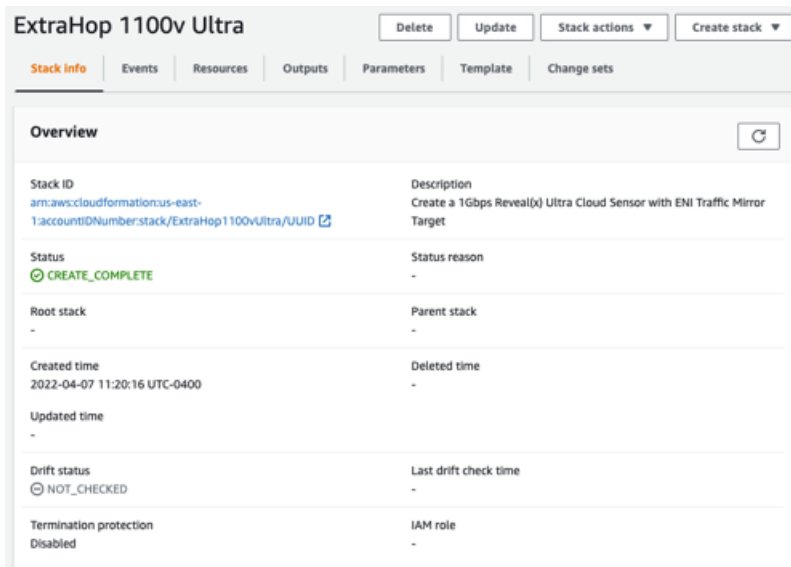 ExtraHop 1100v Ultra
Delete
Update
Stack actions
Create stack
Stack info
Events
Resources
Outputs
Parameters
Template
Change sets
Overview
Stack ID
arn:aws:cloudformation:us-east-
1:accountIDNumber:stack/ExtraHop1100vUltra/UUID
Description
Create a 1Gbps Reveal(x) Ultra Cloud Sensor with ENI Traffic Mirror
Target
Status
CREATE_COMPLETE
Status reason
-
Root stack
-
Parent stack
-
Created time
2022-04-07 11:20:16 UTC-0400
Deleted time
-
Updated time
-
Drift status
NOT_CHECKED
Last drift check time
-
Termination protection
Disabled
IAM role
-